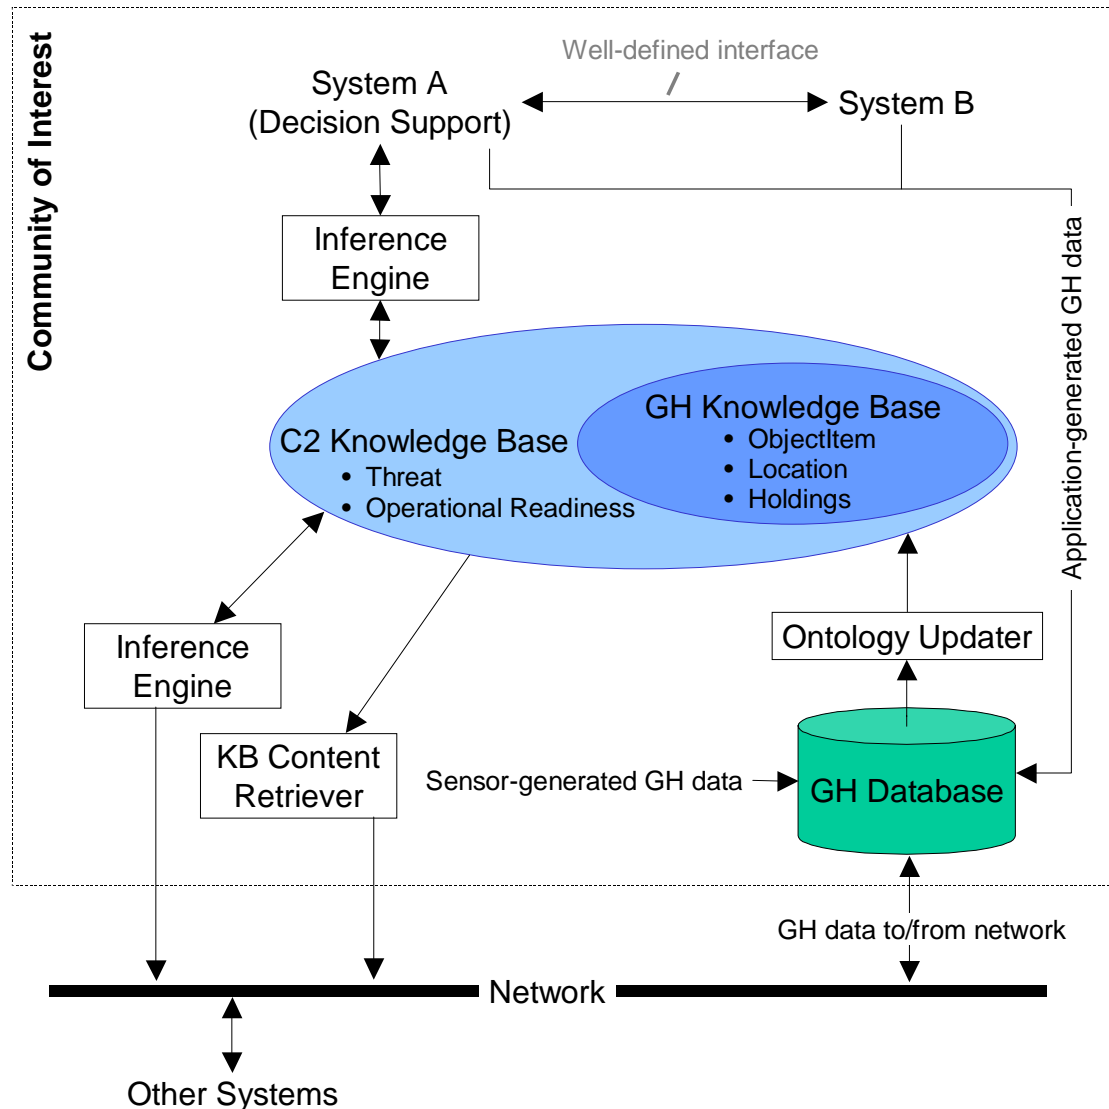 Community of Interest
Well-defined interface
System A
(Decision Support)
System B
Inference
Engine
Application-generated GH data
GH Knowledge Base
• ObjectItem
• Location
• Holdings
C2 Knowledge Base
• Threat
• Operational Readiness
Inference
Engine
Ontology Updater
KB Content
Retriever
Sensor-generated GH data
GH Database
GH data to/from network
Network
Other Systems